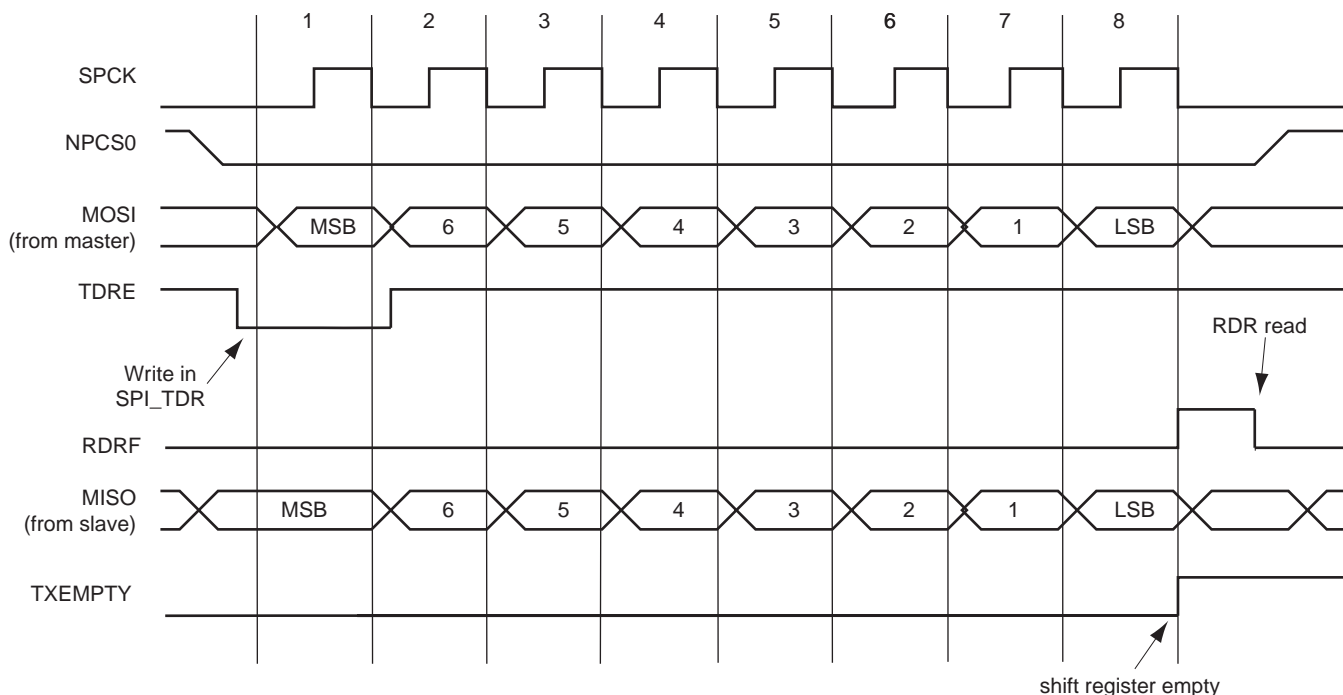 1 2 3 4 5 6 7 8
SPCK
NPCS0
MOSI
(from master)
MSB 6 5 4 3 2 1 LSB
TDRE
RDR read
Write in
SPI_TDR
RDRF
MISO
(from slave)
MSB 6 5 4 3 2 1 LSB
TXEMPTY
shift register empty